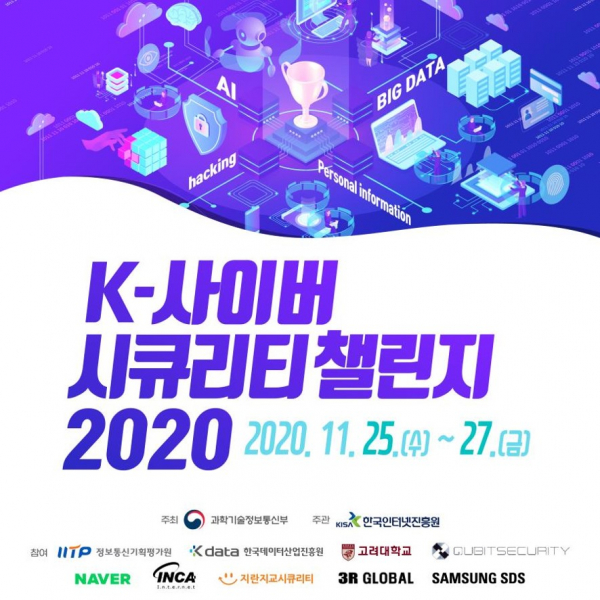 AI
BIG DATA
hacking
Personal information
K-사이버
시큐리티 챌린지
2020 2020. 11. 25.(수) ~ 27.(금)
주최 과학기술정보통신부 주관 KISA 한국인터넷진흥원
참여 IITP 정보통신기획평가원 Kdata 한국데이터산업진흥원 고려대학교 QUBITSECURITY
NAVER INCA Internet 지란지교시큐리티 3R GLOBAL SAMSUNG SDS